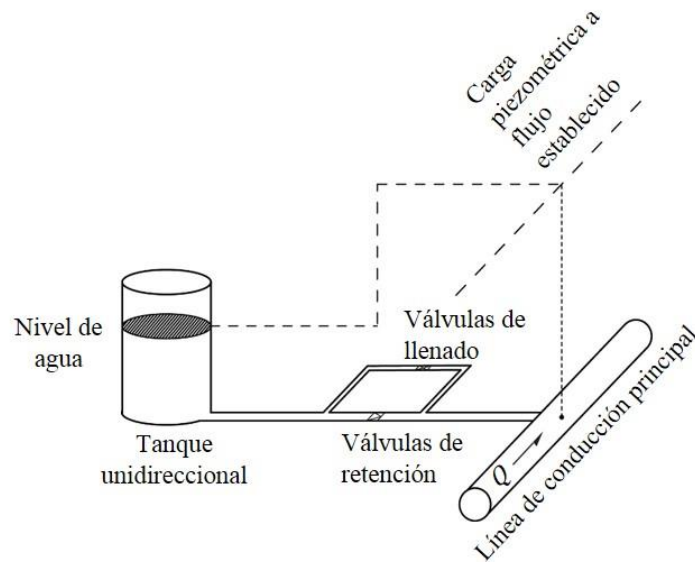 Carga
piezométrica a
flujo
establecido
Nivel de
agua
Válvulas de
llenado
Tanque
unidireccional
Válvulas de
retención
Q
Línea de conducción principal